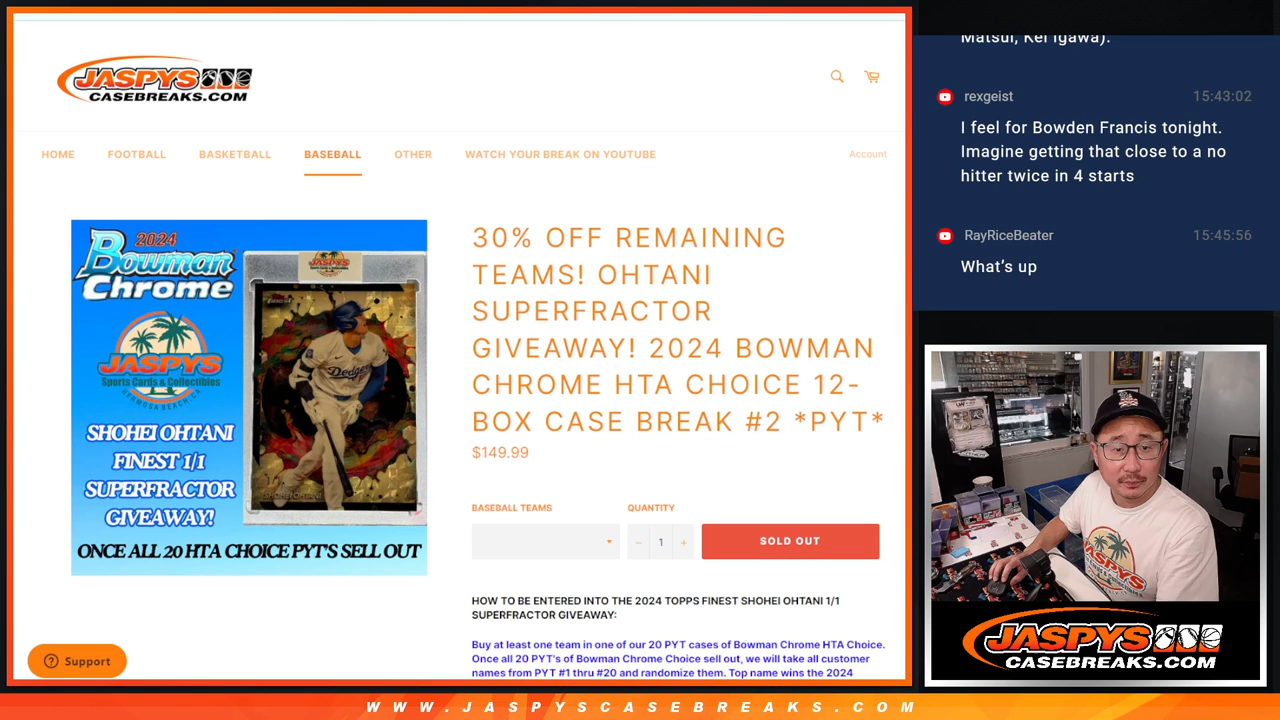 JASPYS
CASEBREAKS.COM
HOME FOOTBALL BASKETBALL BASEBALL OTHER WATCH YOUR BREAK ON YOUTUBE Account
2024
Bowman
Chrome
JASPYS
Sports Cards & Collectibles
HERMOSA BEACH, CA
SHOHEI OHTANI
FINEST 1/1
SUPERFRACTOR
GIVEAWAY!
ONCE ALL 20 HTA CHOICE PYT'S SELL OUT
JASPYS
Dodgers
SHOHEI OHTANI
30% OFF REMAINING
TEAMS! OHTANI
SUPERFRACTOR
GIVEAWAY! 2024 BOWMAN
CHROME HTA CHOICE 12-
BOX CASE BREAK #2 *PYT*
$149.99
BASEBALL TEAMS QUANTITY
− 1 +
SOLD OUT
HOW TO BE ENTERED INTO THE 2024 TOPPS FINEST SHOHEI OHTANI 1/1
SUPERFRACTOR GIVEAWAY:
Buy at least one team in one of our 20 PYT cases of Bowman Chrome HTA Choice.
Once all 20 PYT's of Bowman Chrome Choice sell out, we will take all customer
names from PYT #1 thru #20 and randomize them. Top name wins the 2024
Support
Matsui, Kei Igawa).
rexgeist 15:43:02
I feel for Bowden Francis tonight.
Imagine getting that close to a no
hitter twice in 4 starts
RayRiceBeater 15:45:56
What's up
JASPYS
JASPYS
CASEBREAKS.COM
WWW.JASPYSCASEBREAKS.COM